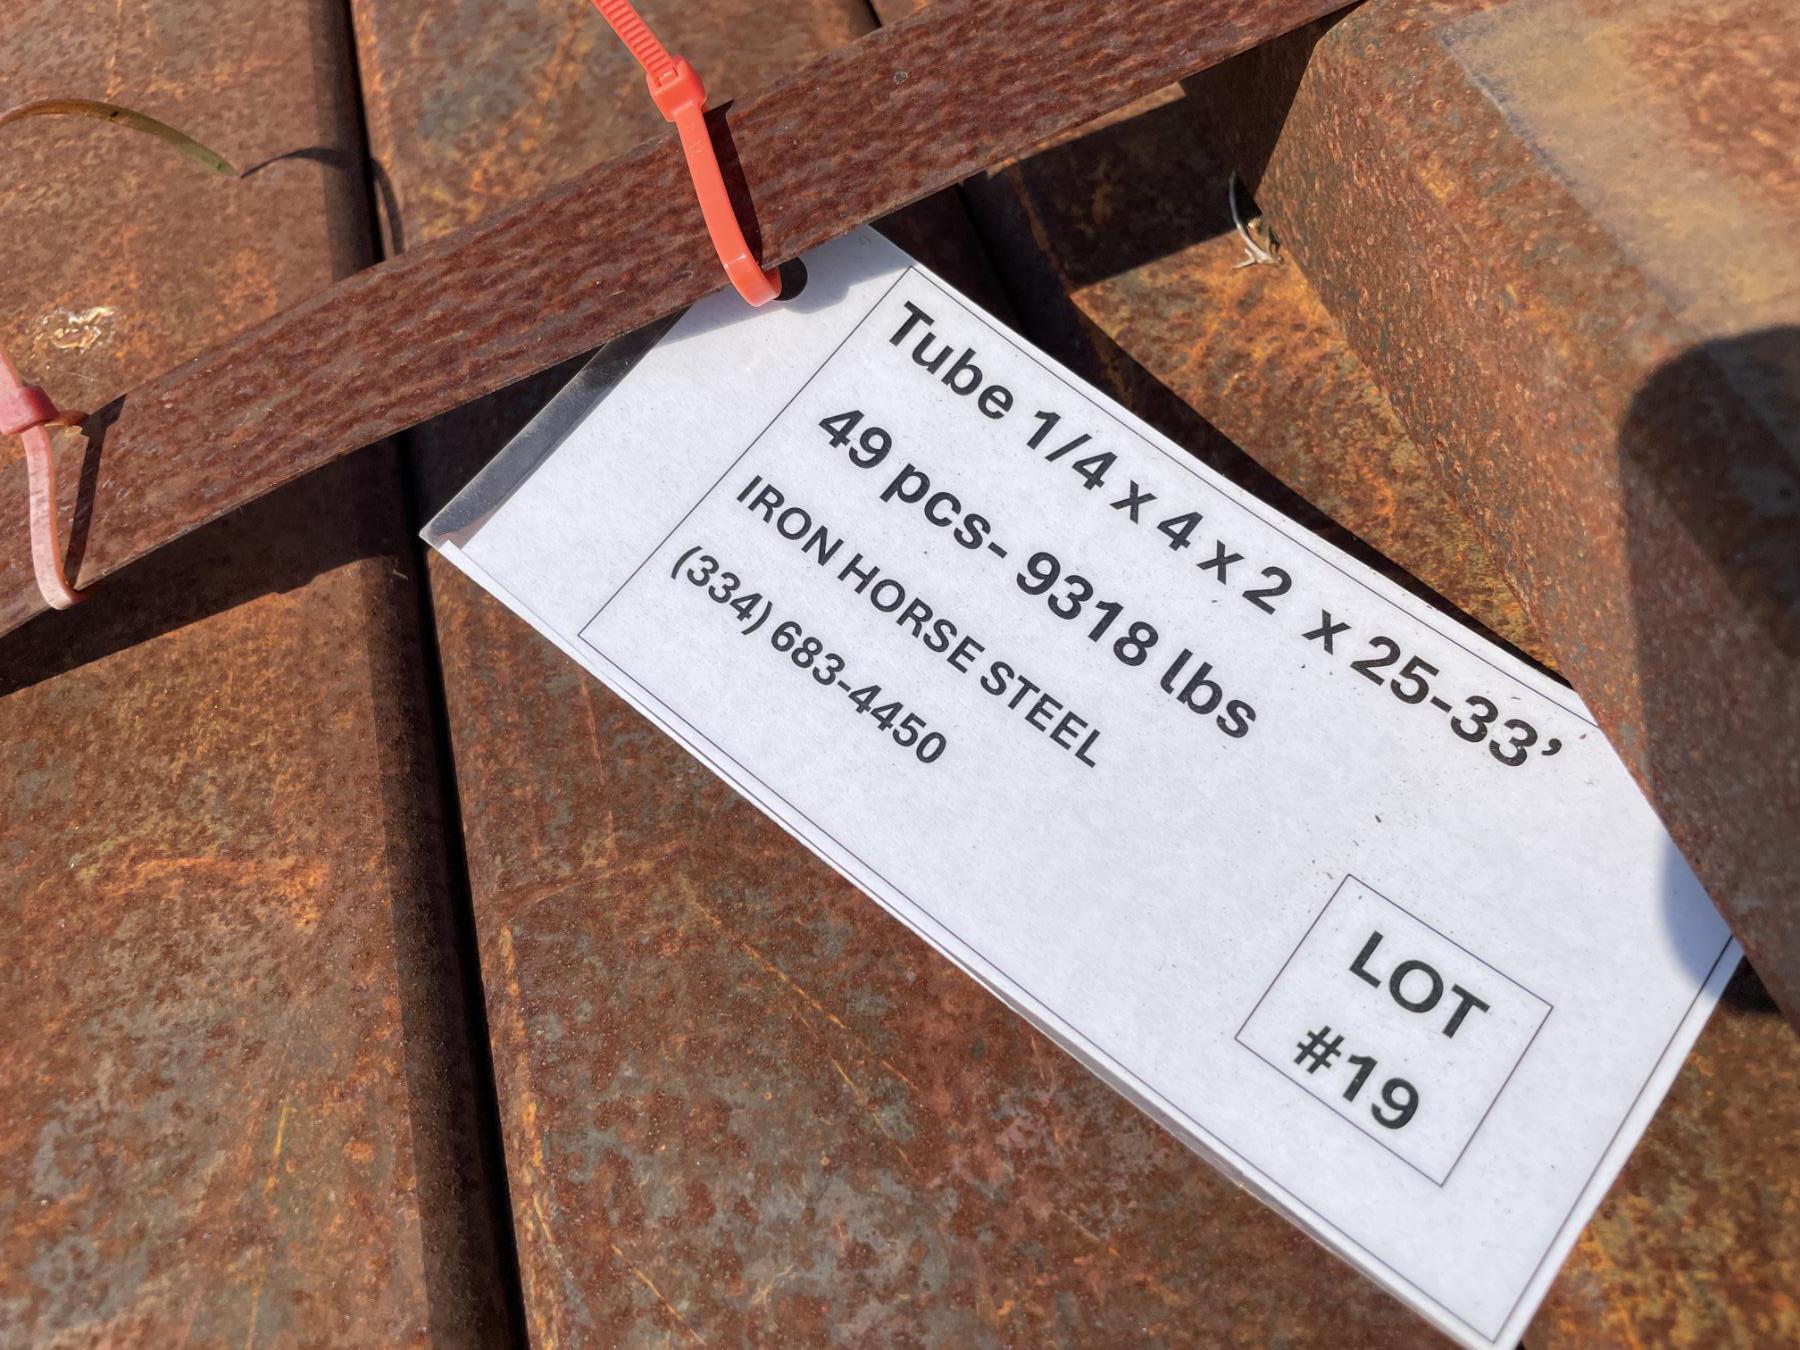 Tube 1/4 x 4 x 2 x 25-33’
49 pcs- 9318 lbs
IRON HORSE STEEL
(334) 683-4450
LOT
#19